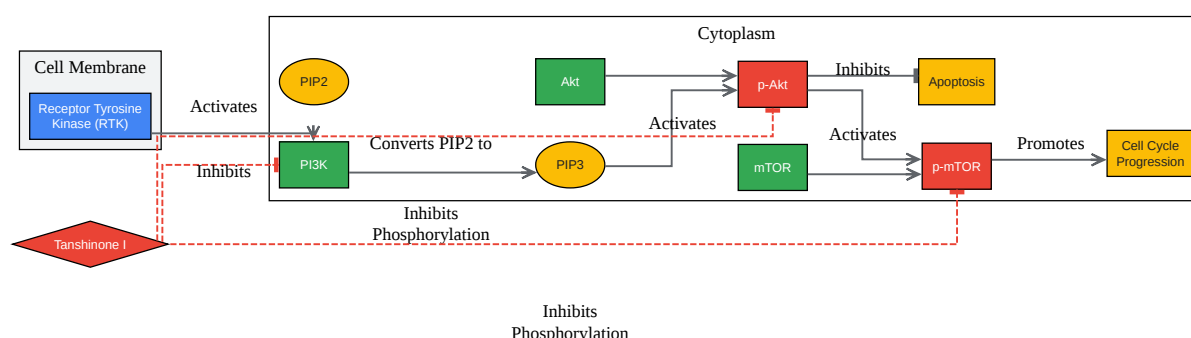 Cytoplasm
Cell Membrane
PIP2
Akt
p-Akt
Inhibits
Apoptosis
Receptor Tyrosine
Kinase (RTK)
Activates
Activates
Activates
Converts PIP2 to
PI3K
Inhibits
PIP3
mTOR
p-mTOR
Promotes
Cell Cycle
Progression
Inhibits
Phosphorylation
Tanshinone I
Inhibits
Phosphorylation